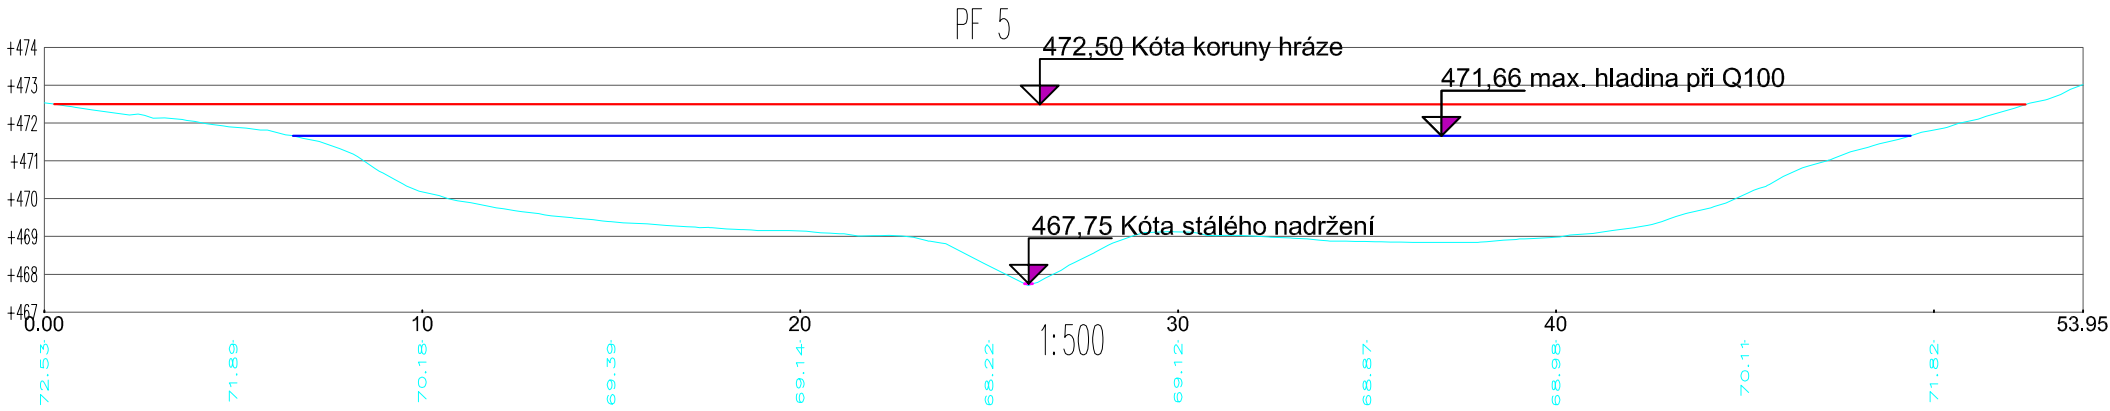 PF 5
+474
472,50 Kóta koruny hráze
+473
471,66 max. hladina při Q100
+472
+471
+470
+469
467,75 Kóta stálého nadržení
+468
+467
0.00 10 20 30 40 53.95
1:500
72.53 71.89 70.18 69.39 69.14 68.22 69.12 68.87 68.98 70.11 71.82